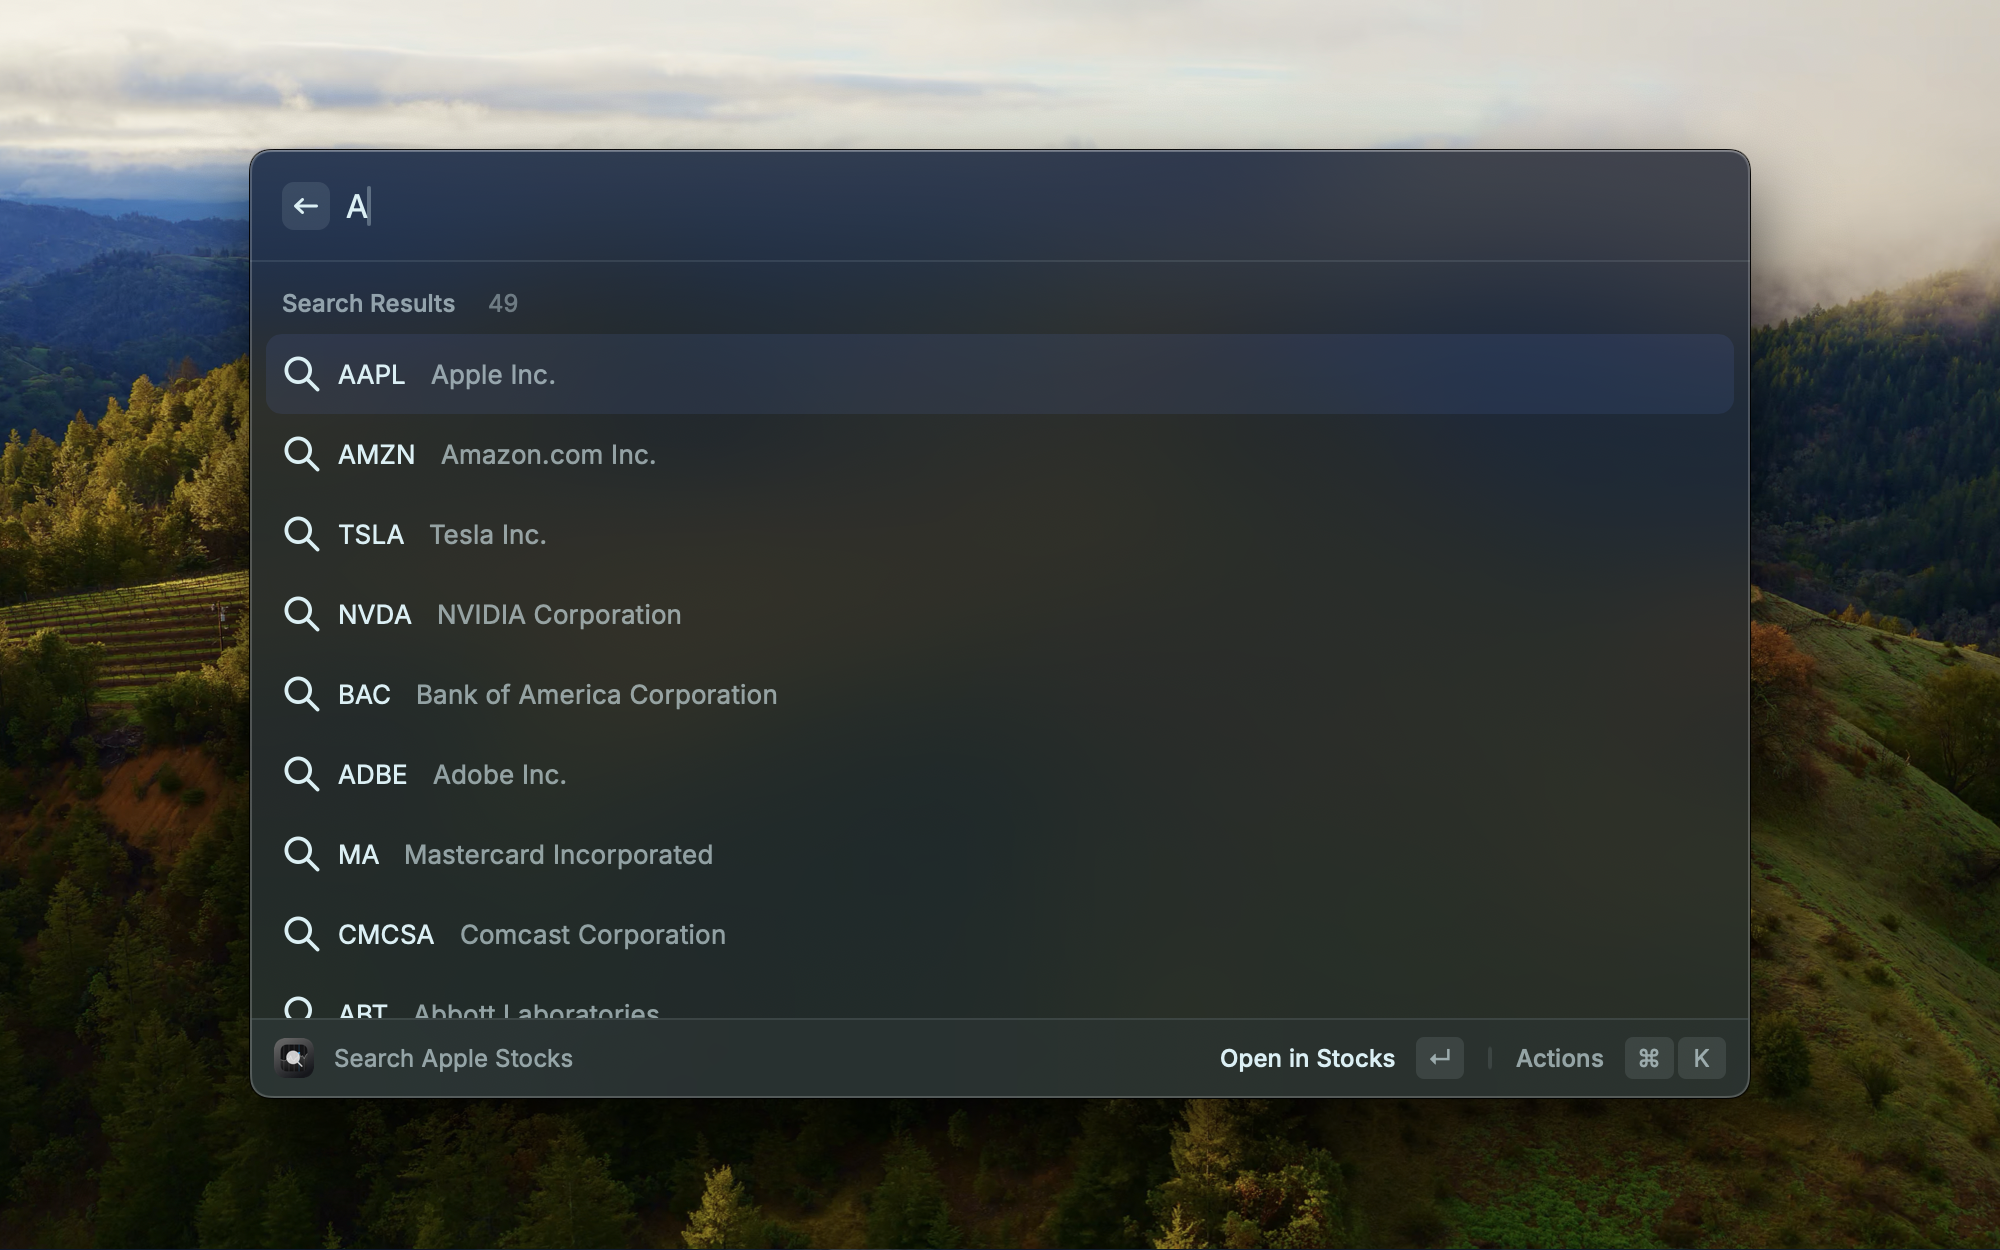 A
Search Results 49
AAPL Apple Inc.
AMZN Amazon.com Inc.
TSLA Tesla Inc.
NVDA NVIDIA Corporation
BAC Bank of America Corporation
ADBE Adobe Inc.
MA Mastercard Incorporated
CMCSA Comcast Corporation
ABT Abbott Laboratories
Search Apple Stocks Open in Stocks ↵ Actions ⌘ K